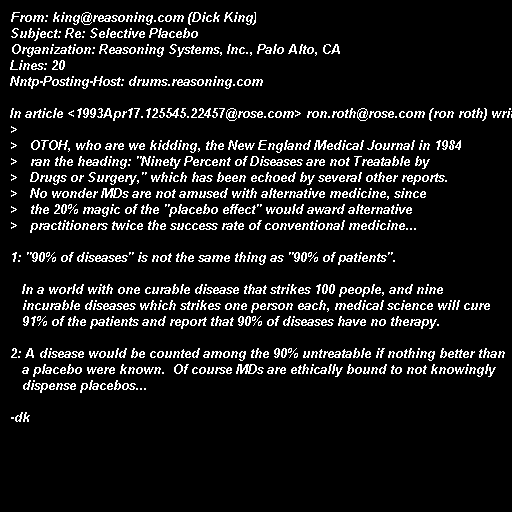 From: king@reasoning.com (Dick King)
Subject: Re: Selective Placebo
Organization: Reasoning Systems, Inc., Palo Alto, CA
Lines: 20
Nntp-Posting-Host: drums.reasoning.com

In article <1993Apr17.125545.22457@rose.com> ron.roth@rose.com (ron roth) writ
>
>   OTOH, who are we kidding, the New England Medical Journal in 1984
>   ran the heading: "Ninety Percent of Diseases are not Treatable by
>   Drugs or Surgery," which has been echoed by several other reports.
>   No wonder MDs are not amused with alternative medicine, since
>   the 20% magic of the "placebo effect" would award alternative
>   practitioners twice the success rate of conventional medicine...

1: "90% of diseases" is not the same thing as "90% of patients".

   In a world with one curable disease that strikes 100 people, and nine
   incurable diseases which strikes one person each, medical science will cure
   91% of the patients and report that 90% of diseases have no therapy.

2: A disease would be counted among the 90% untreatable if nothing better than
   a placebo were known.  Of course MDs are ethically bound to not knowingly
   dispense placebos...

-dk